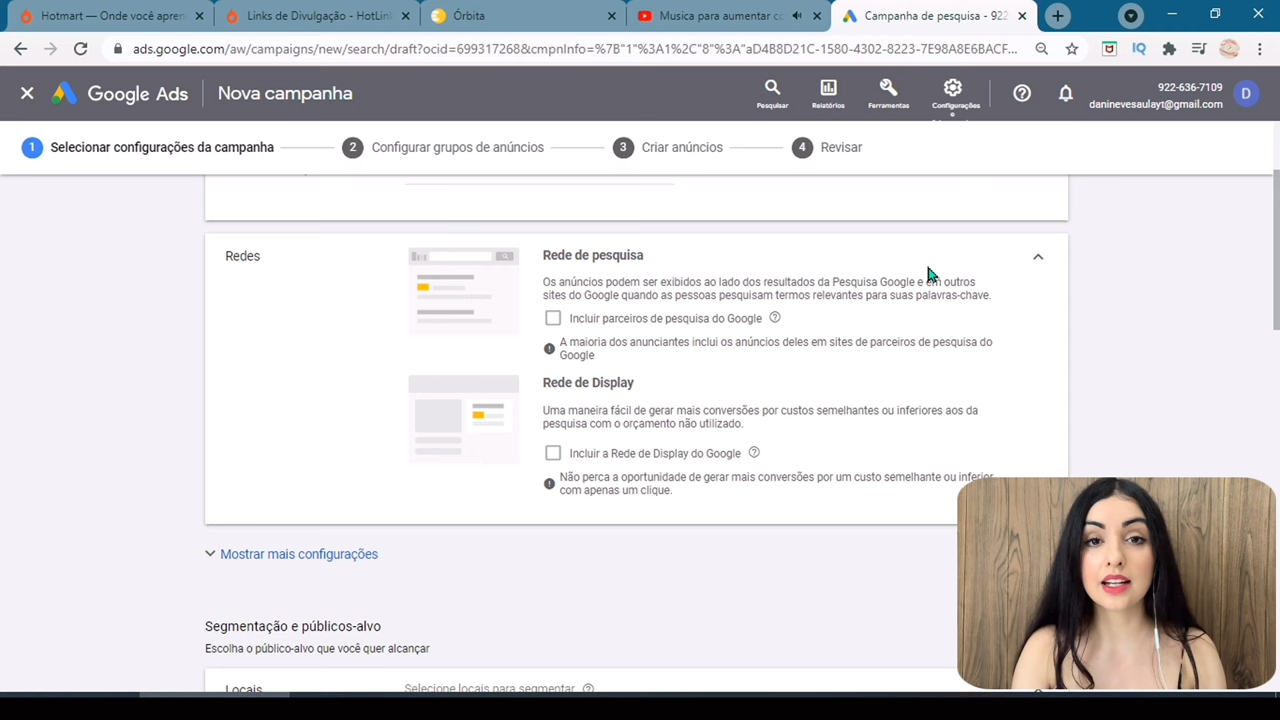 Hotmart — Onde você apren
Links de Divulgação - HotLink
Órbita
Musica para aumentar co
Campanha de pesquisa - 922
ads.google.com/aw/campaigns/new/search/draft?ocid=699317268&cmpnInfo=%7B"1"%3A1%2C"8"%3A"aD4B8D21C-1580-4302-8223-7E98A8E6BACF...
IQ
Google Ads
Nova campanha
Pesquisar
Relatórios
Ferramentas
Configurações
922-636-7109
daninevesaulayt@gmail.com
D
1 Selecionar configurações da campanha
2 Configurar grupos de anúncios
3 Criar anúncios
4 Revisar
Redes
Rede de pesquisa
Os anúncios podem ser exibidos ao lado dos resultados da Pesquisa Google e em outros
sites do Google quando as pessoas pesquisam termos relevantes para suas palavras-chave.
Incluir parceiros de pesquisa do Google
A maioria dos anunciantes inclui os anúncios deles em sites de parceiros de pesquisa do
Google
Rede de Display
Uma maneira fácil de gerar mais conversões por custos semelhantes ou inferiores aos da
pesquisa com o orçamento não utilizado.
Incluir a Rede de Display do Google
Não perca a oportunidade de gerar mais conversões por um custo semelhante ou inferior
com apenas um clique.
Mostrar mais configurações
Segmentação e públicos-alvo
Escolha o público-alvo que você quer alcançar
Locais
Selecione locais para segmentar